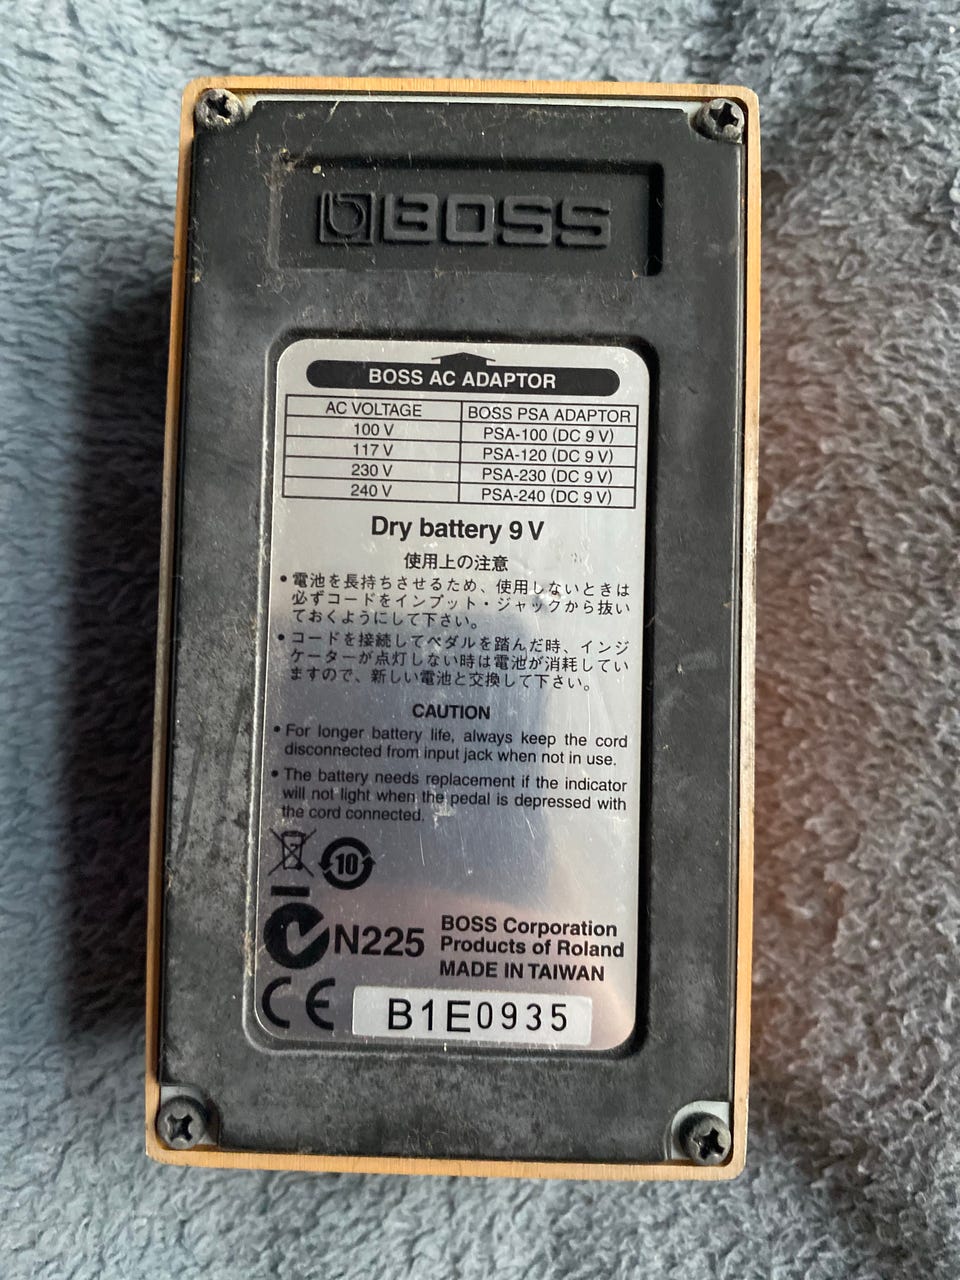 BOSS
BOSS AC ADAPTOR
AC VOLTAGE BOSS PSA ADAPTOR
100 V PSA-100 (DC 9 V)
117 V PSA-120 (DC 9 V)
230 V PSA-230 (DC 9 V)
240 V PSA-240 (DC 9 V)
Dry battery 9 V
使用上の注意
• 電池を長持ちさせるため、使用しないときは
必ずコードをインプット・ジャックから抜い
ておくようにして下さい。
• コードを接続してペダルを踏んだ時、インジ
ケーターが点灯しない時は電池が消耗してい
ますので、新しい電池と交換して下さい。
CAUTION
• For longer battery life, always keep the cord
disconnected from input jack when not in use.
• The battery needs replacement if the indicator
will not light when the pedal is depressed with
the cord connected.
10
N225
BOSS Corporation
Products of Roland
MADE IN TAIWAN
CE
B1E0935